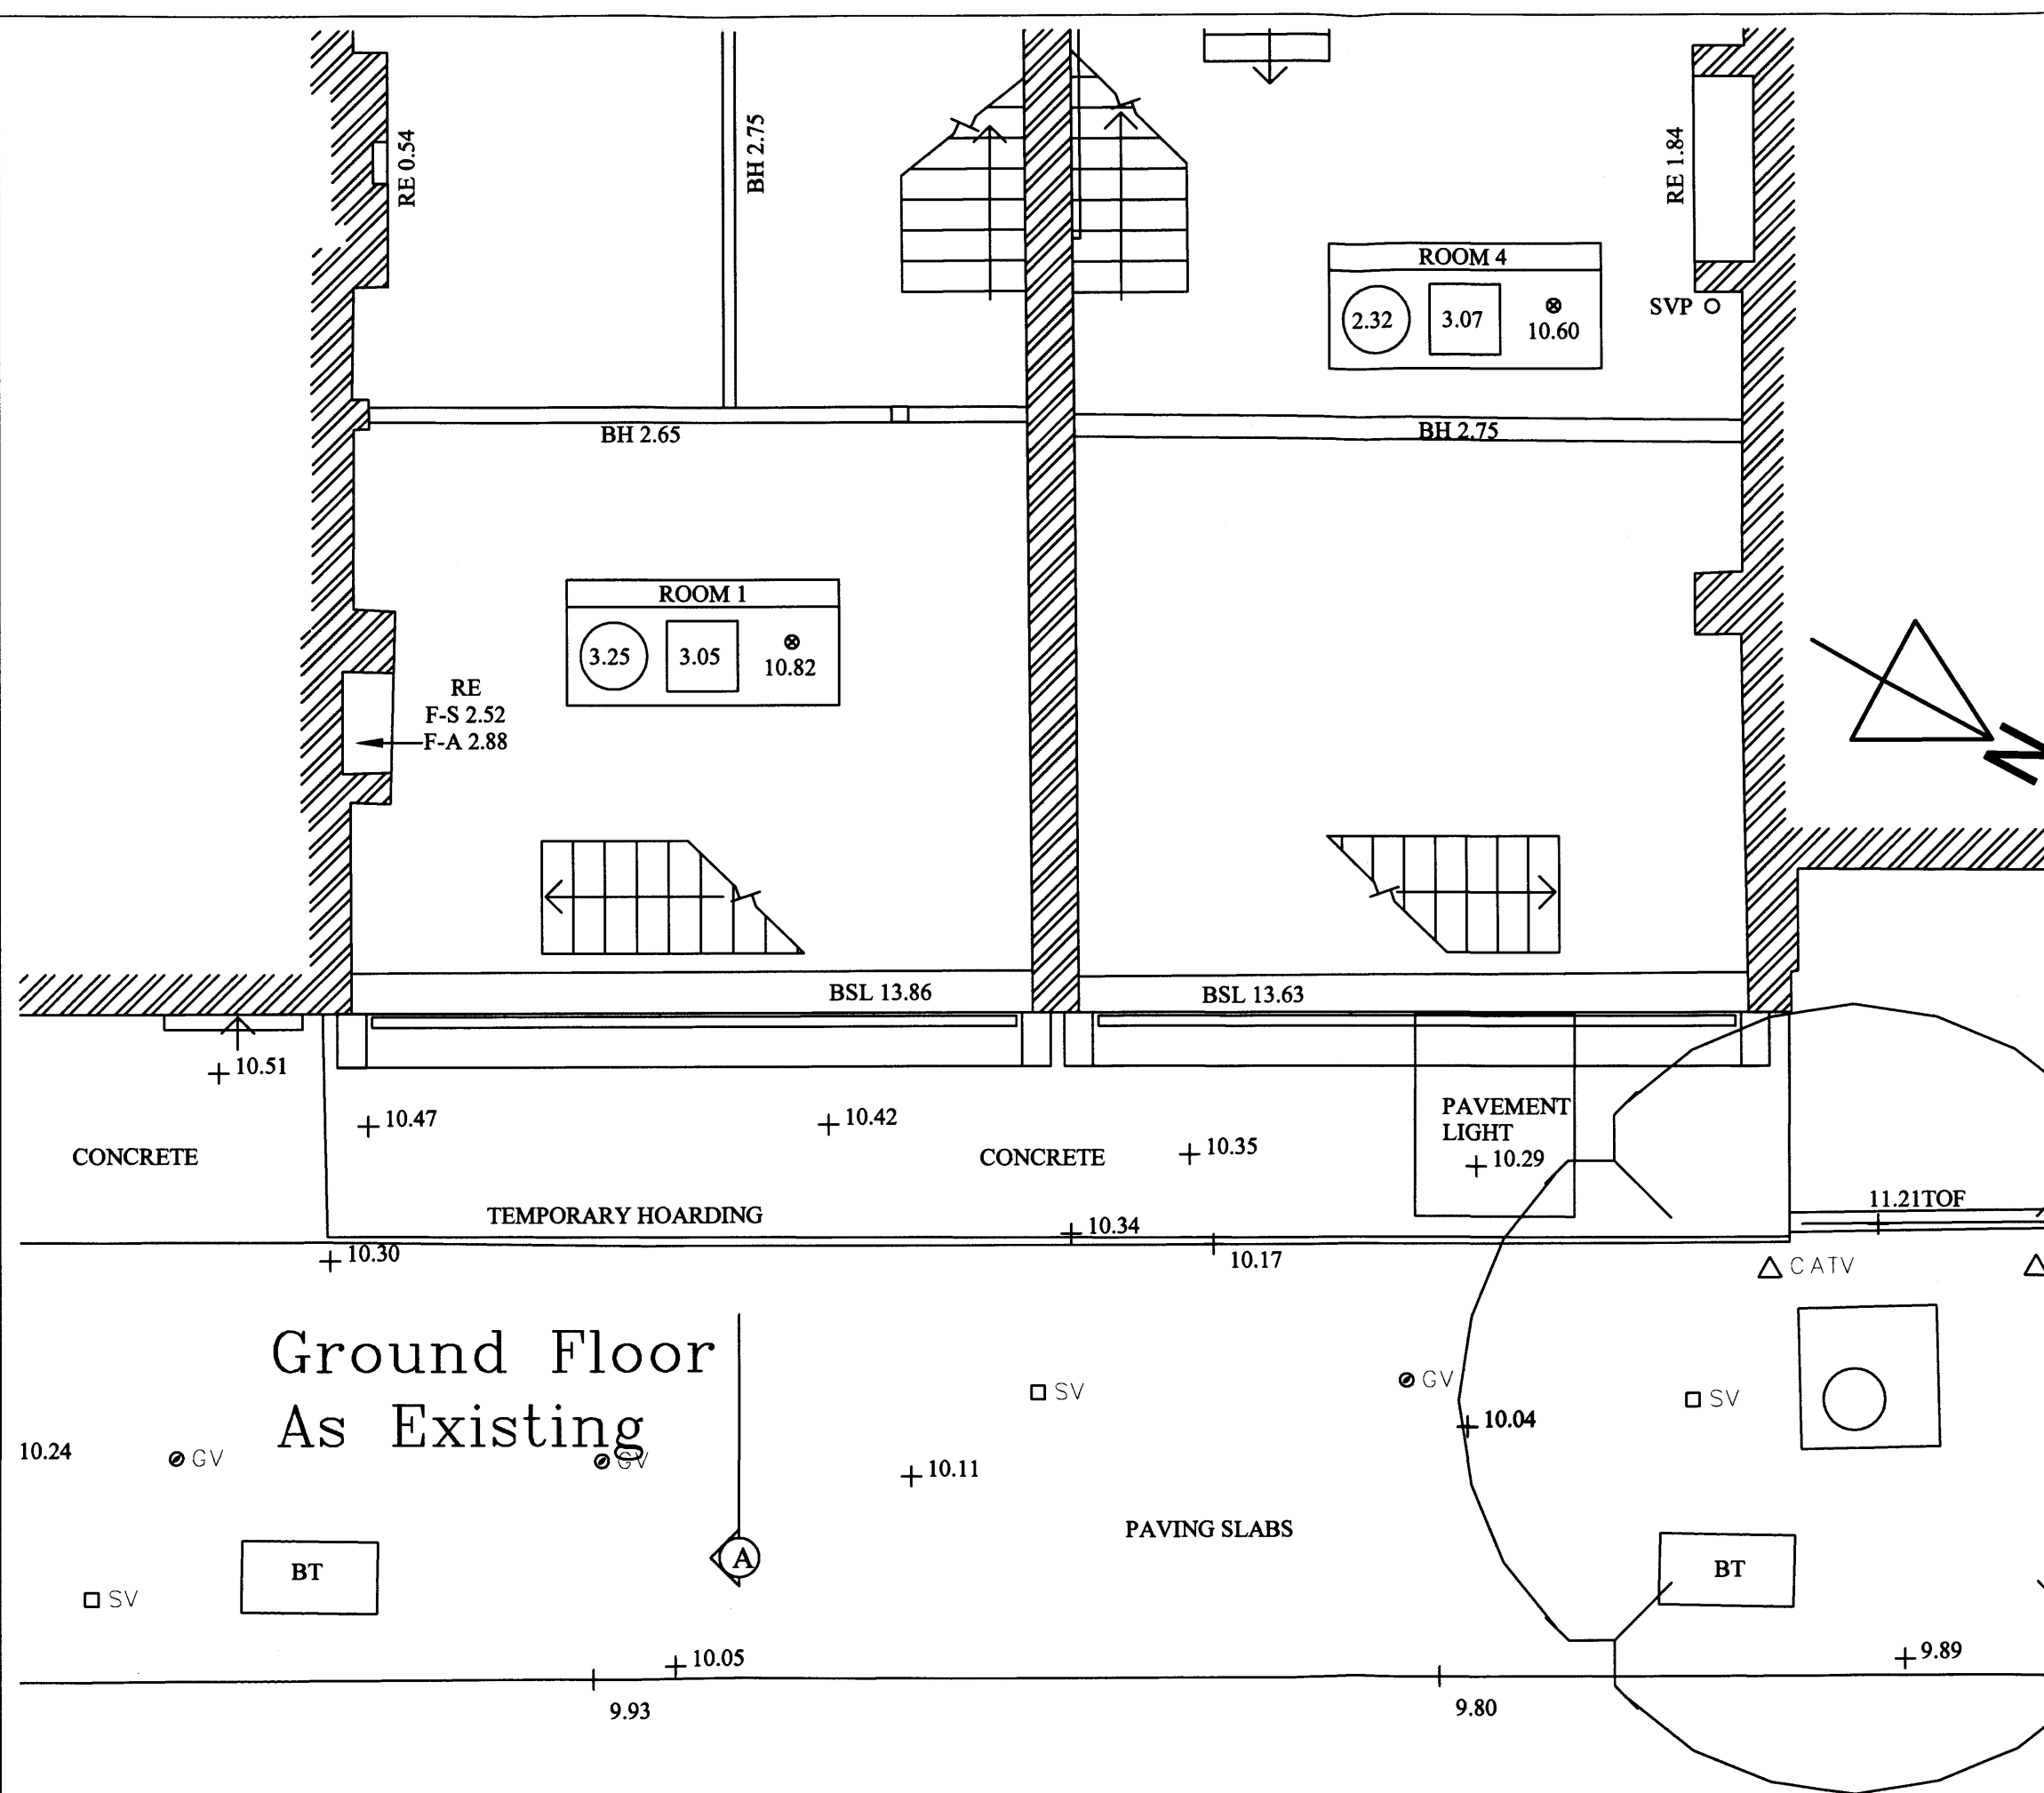 RE 0.54
BH 2.75
RE 1.84
ROOM 4
2.32
3.07
10.60
SVP
BH 2.65
BH 2.75
ROOM 1
3.25
3.05
10.82
RE
F-S 2.52
F-A 2.88
N
BSL 13.86
BSL 13.63
10.51
10.47
10.42
10.35
PAVEMENT
LIGHT
10.29
CONCRETE
CONCRETE
TEMPORARY HOARDING
10.34
11.21TOF
10.30
10.17
CATV
Ground Floor
As Existing
SV
GV
SV
10.04
10.24
GV
GV
10.11
PAVING SLABS
A
BT
BT
SV
10.05
9.89
9.93
9.80